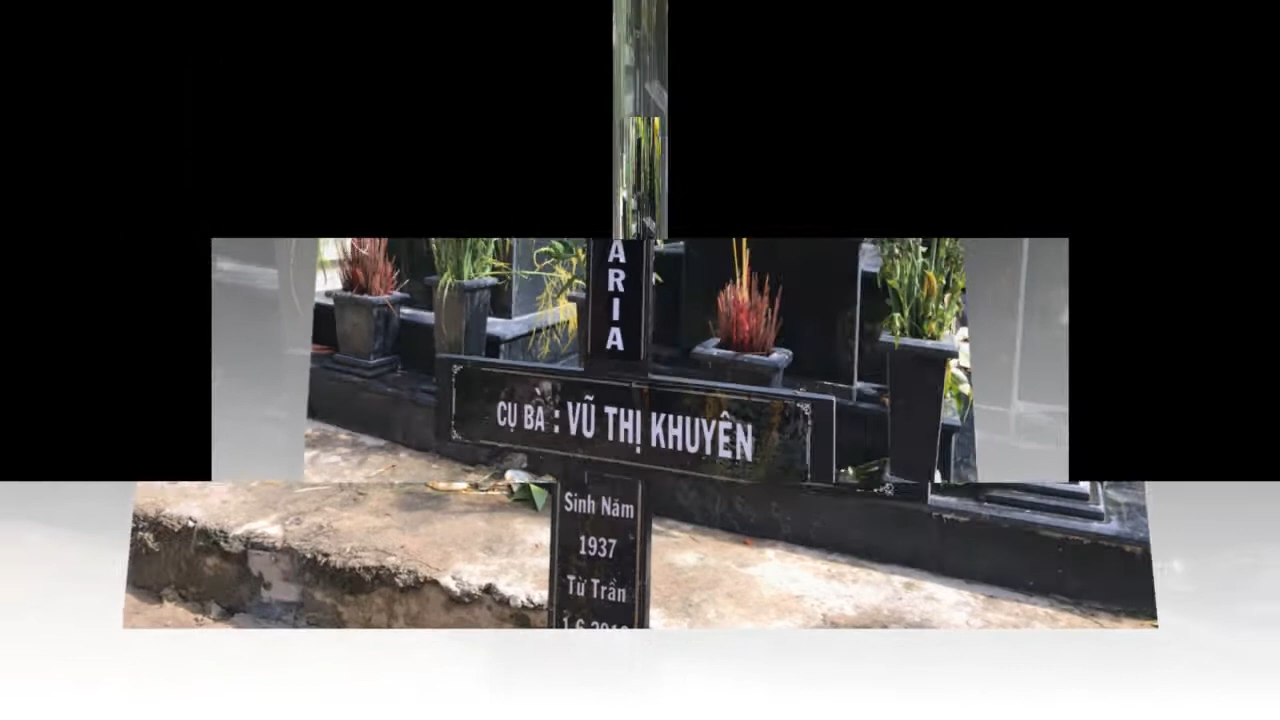 ARIA
CỤ BÀ : VŨ THỊ KHUYÊN
Sinh Năm
1937
Từ Trần